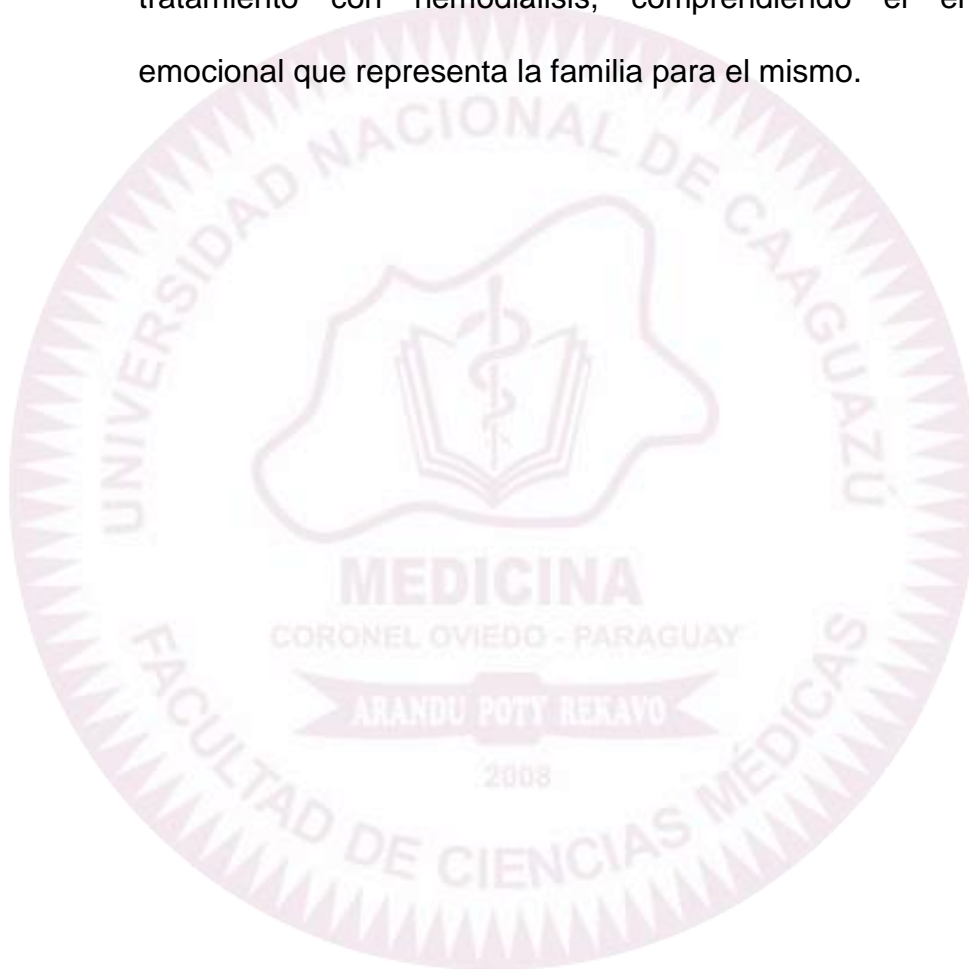 tratamiento con hemodiálisis, comprendiendo el
emocional que representa la familia para el mismo.
UNIVERSIDAD NACIONAL DE CAAGUAZÚ
MEDICINA
CORONEL OVIEDO - PARAGUAY
ARANDU POTY REKAVO
2008
FACULTAD DE CIENCIAS MÉDICAS